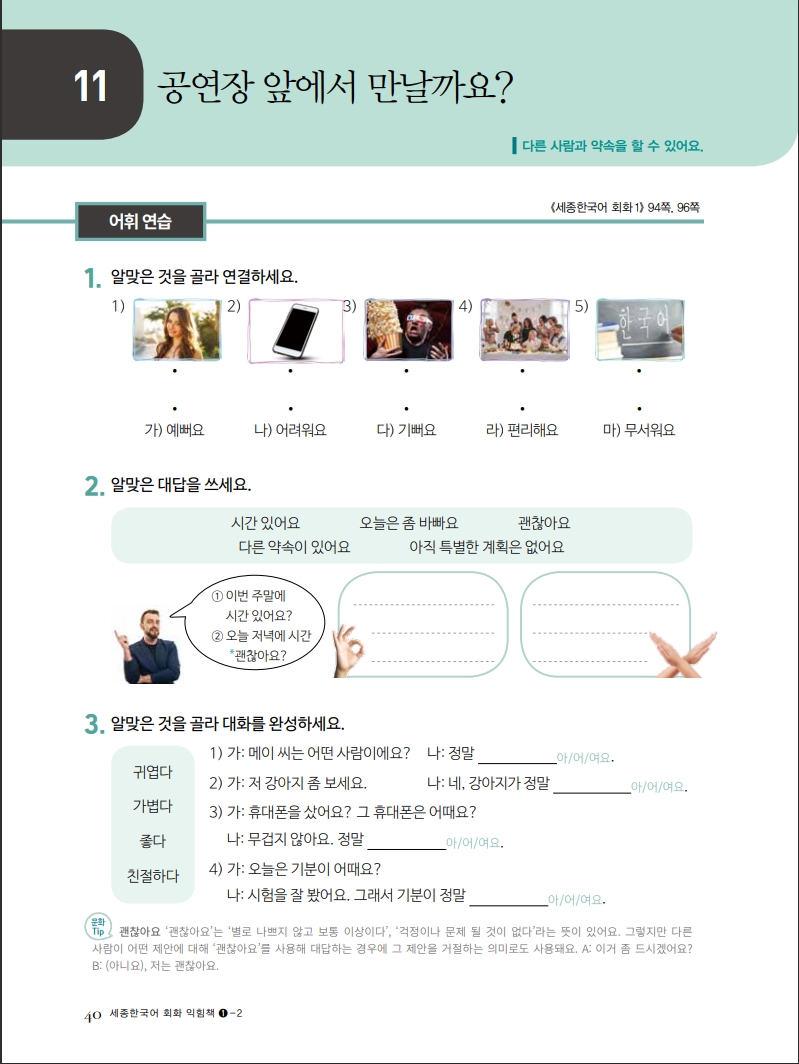 11
공연장 앞에서 만날까요?
다른 사람과 약속을 할 수 있어요.
《세종한국어 회화1》 94쪽, 96쪽
어휘 연습
1. 알맞은 것을 골라 연결하세요.
1) 2) 3) 4) 5)
한국어
가) 예뻐요 나) 어려워요 다) 기뻐요 라) 편리해요 마) 무서워요
2. 알맞은 대답을 쓰세요.
시간 있어요 오늘은 좀 바빠요 괜찮아요
다른 약속이 있어요 아직 특별한 계획은 없어요
① 이번 주말에
시간 있어요?
② 오늘 저녁에 시간
*괜찮아요?
3. 알맞은 것을 골라 대화를 완성하세요.
귀엽다
가볍다
좋다
친절하다
1) 가: 메이 씨는 어떤 사람이에요? 나: 정말 __________아/어/여요.
2) 가: 저 강아지 좀 보세요. 나: 네, 강아지가 정말 __________아/어/여요.
3) 가: 휴대폰을 샀어요? 그 휴대폰은 어때요?
나: 무겁지 않아요. 정말 __________아/어/여요.
4) 가: 오늘은 기분이 어때요?
나: 시험을 잘 봤어요. 그래서 기분이 정말 __________아/어/여요.
문화
Tip
괜찮아요 ‘괜찮아요’는 ‘별로 나쁘지 않고 보통 이상이다’, ‘걱정이나 문제 될 것이 없다’라는 뜻이 있어요. 그렇지만 다른
사람이 어떤 제안에 대해 ‘괜찮아요’를 사용해 대답하는 경우에 그 제안을 거절하는 의미로도 사용돼요. A: 이거 좀 드시겠어요?
B: (아니요), 저는 괜찮아요.
40 세종한국어 회화 익힘책 ❶-2